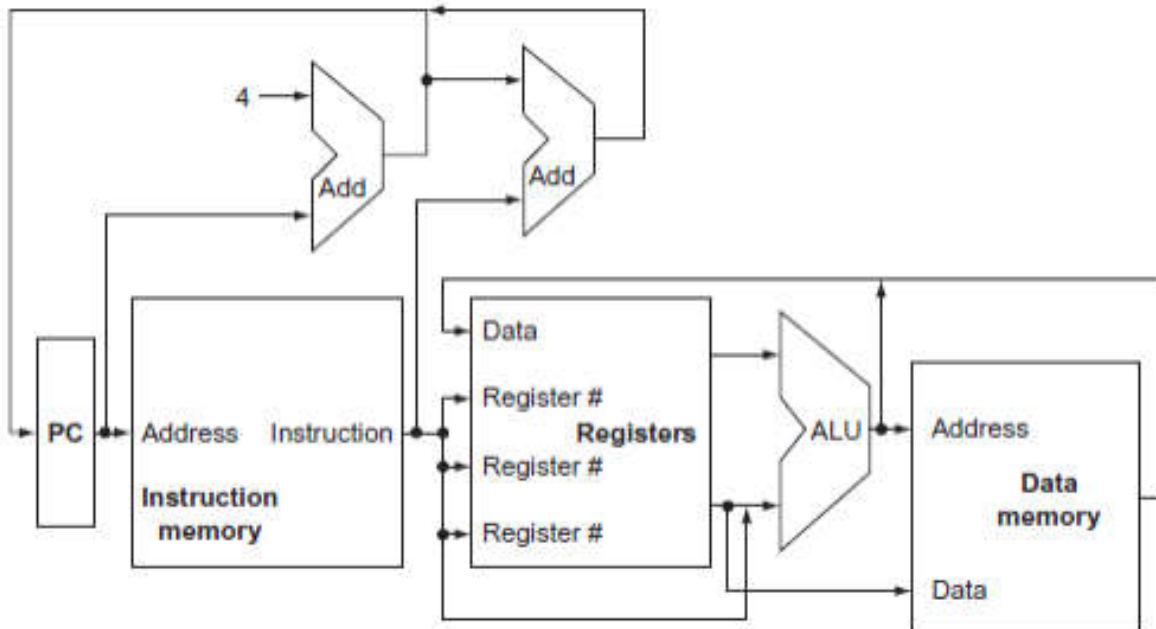 4
Add
Add
Data
Register #
PC
Address
Instruction
Registers
ALU
Address
Register #
Instruction
memory
Data
memory
Register #
Data